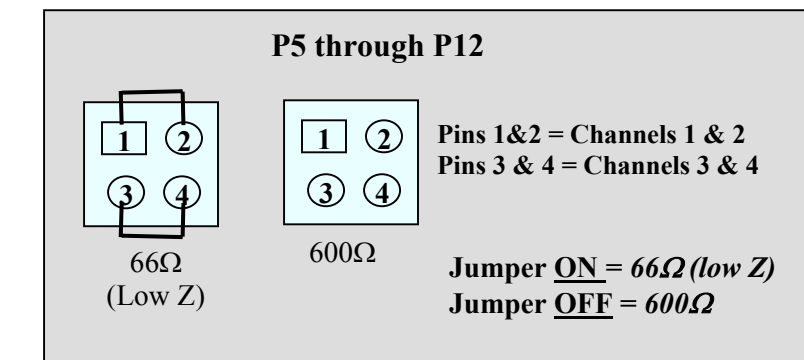 P5 through P12
1 2
3 4
66Ω
(Low Z)
1 2
3 4
600Ω
Pins 1&2 = Channels 1 & 2
Pins 3 & 4 = Channels 3 & 4
Jumper ON = 66Ω (low Z)
Jumper OFF = 600Ω